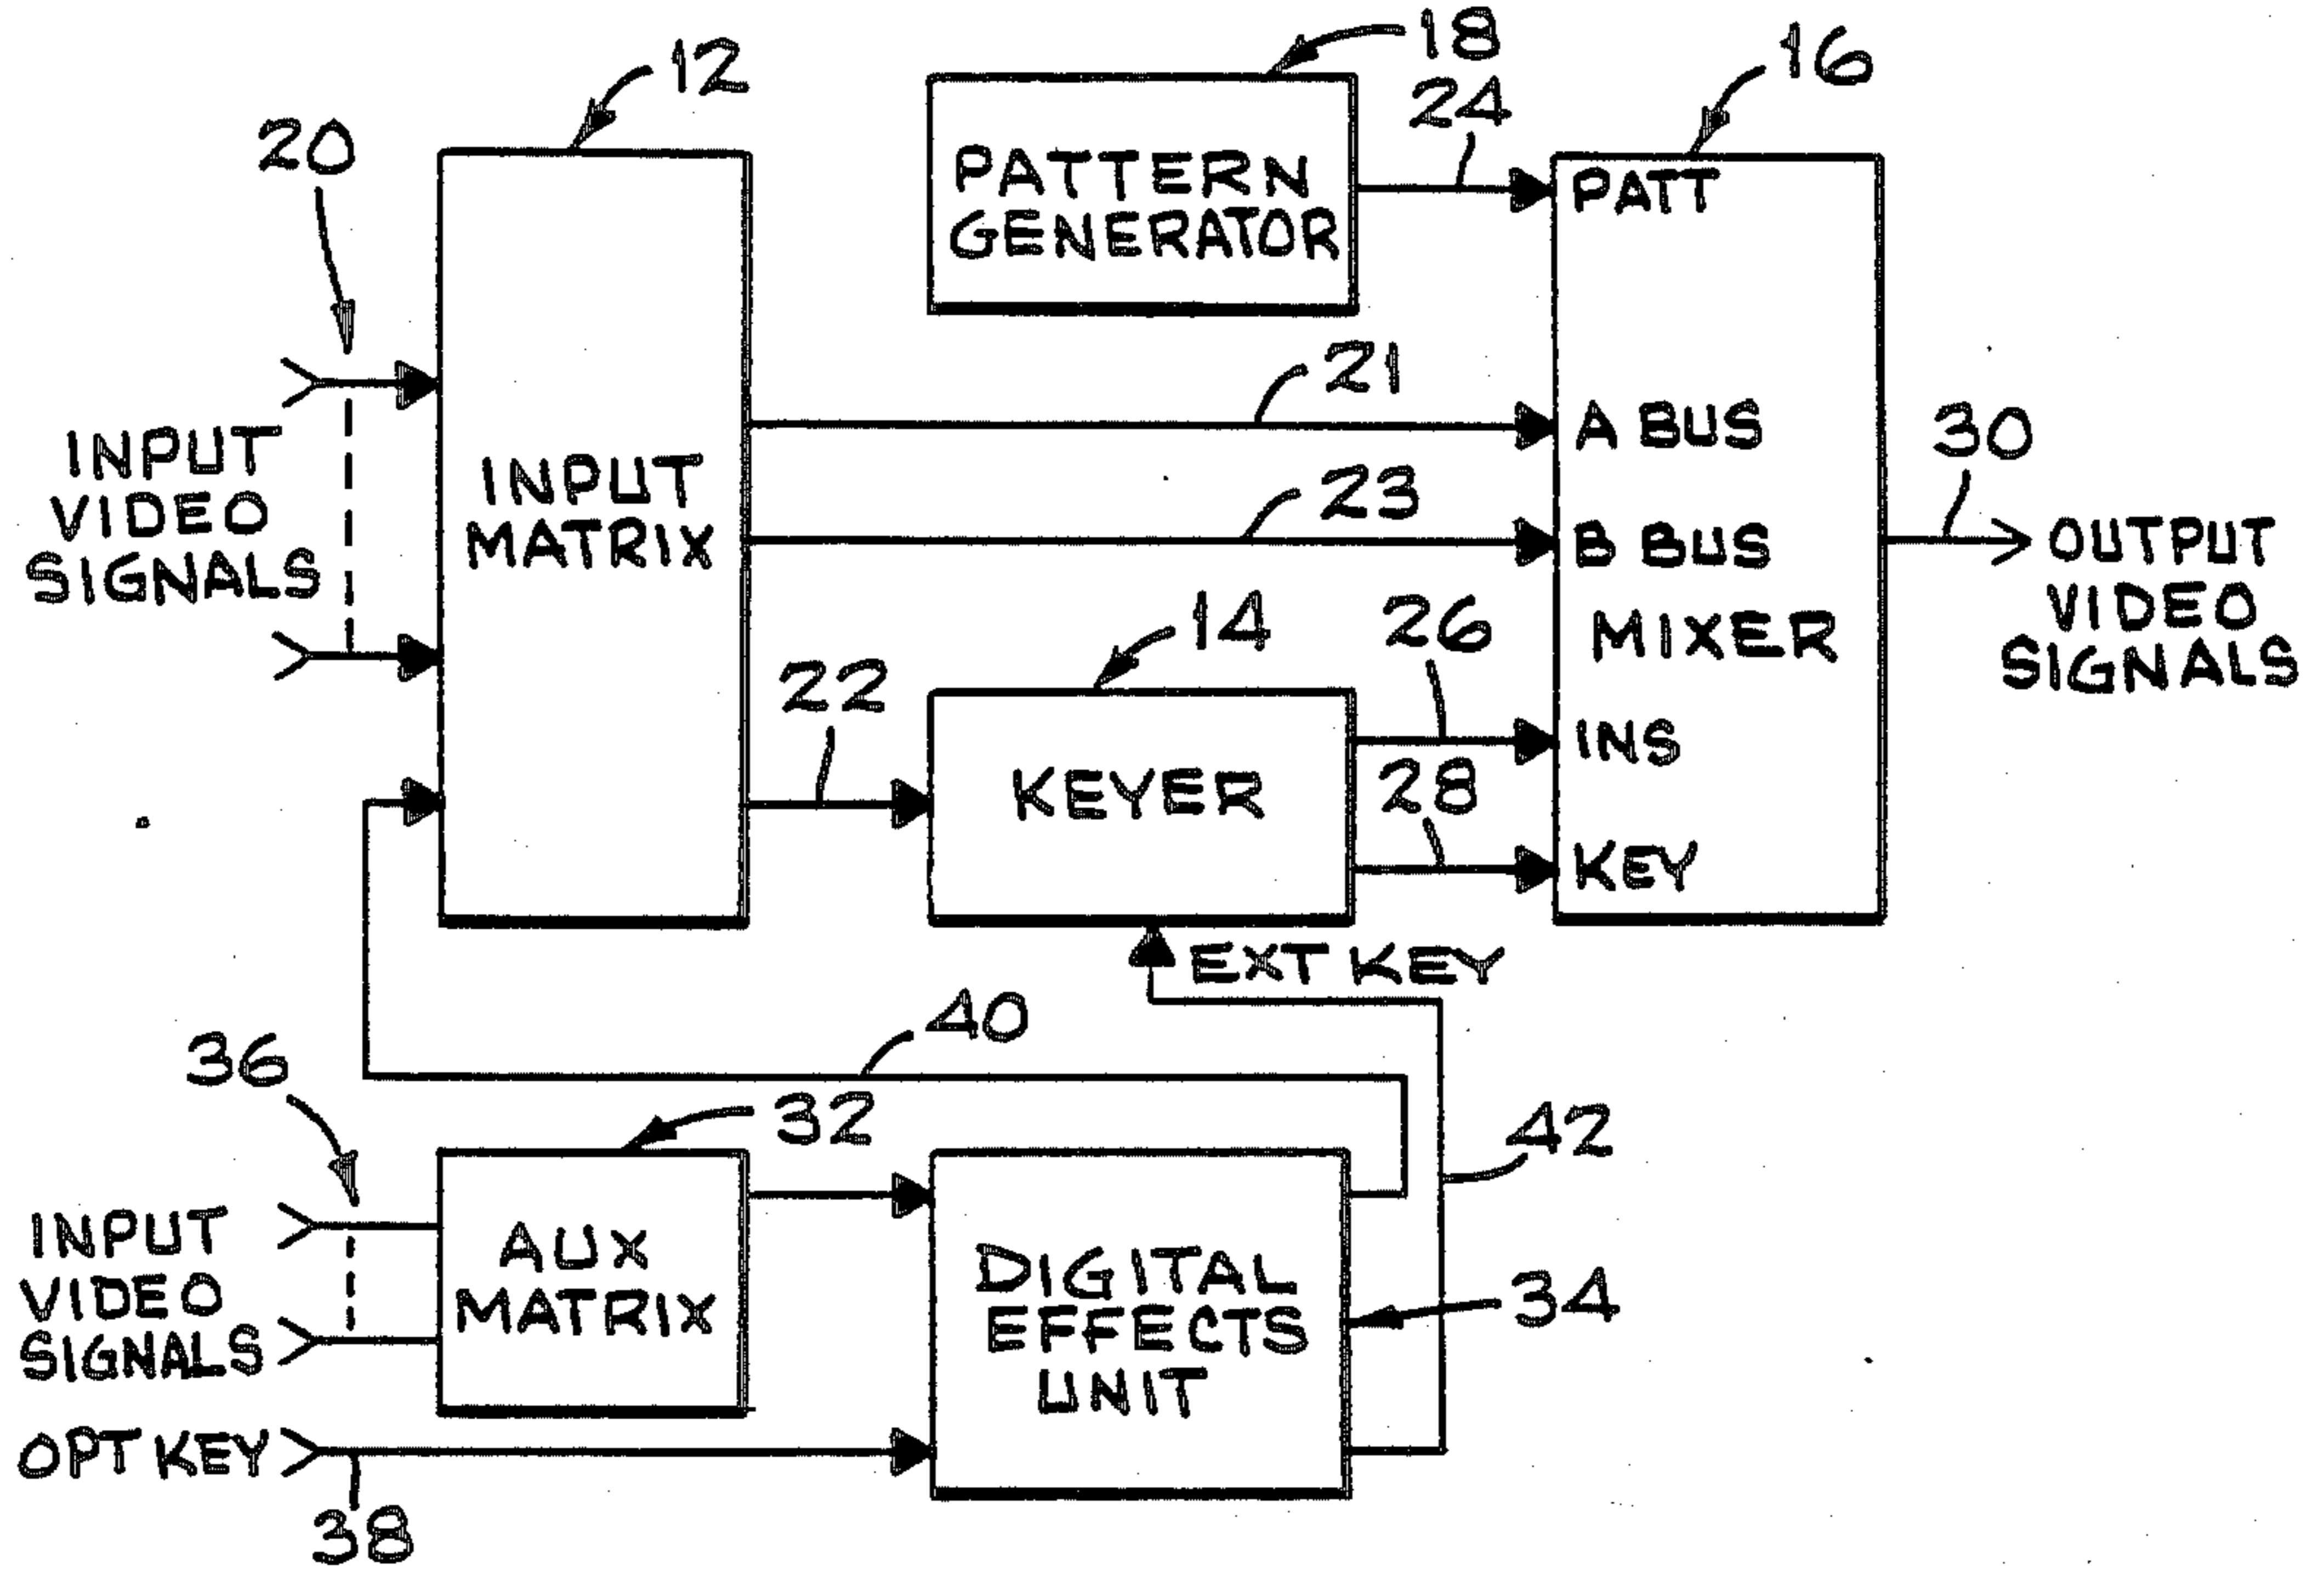 12
18
24
16
20
PATTERN
GENERATOR
PATT
INPUT
VIDEO
SIGNALS
INPUT
MATRIX
21
A BUS
23
B BUS
MIXER
30
OUTPUT
VIDEO
SIGNALS
22
14
KEYER
26
INS
28
KEY
EXT KEY
40
36
32
42
INPUT
VIDEO
SIGNALS
AUX
MATRIX
DIGITAL
EFFECTS
UNIT
34
OPT KEY
38